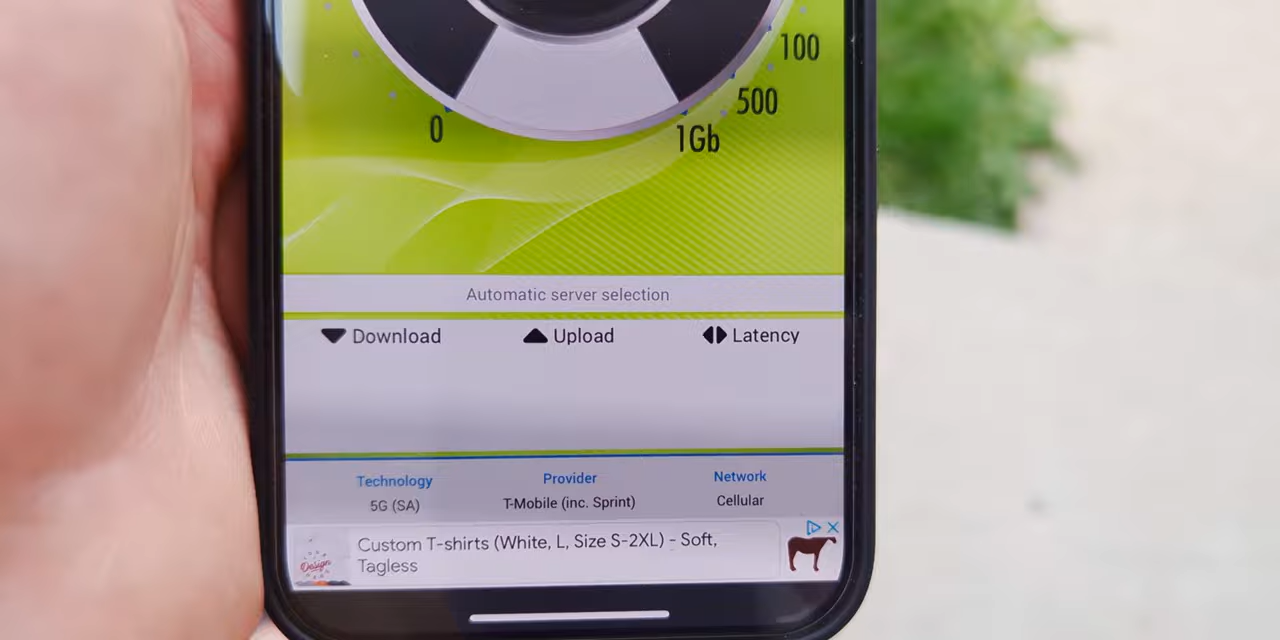 100
500
0
1Gb
Automatic server selection
Download Upload Latency
Technology Provider Network
5G (SA) T-Mobile (inc. Sprint) Cellular
Custom T-shirts (White, L, Size S-2XL) - Soft,
Tagless
Design